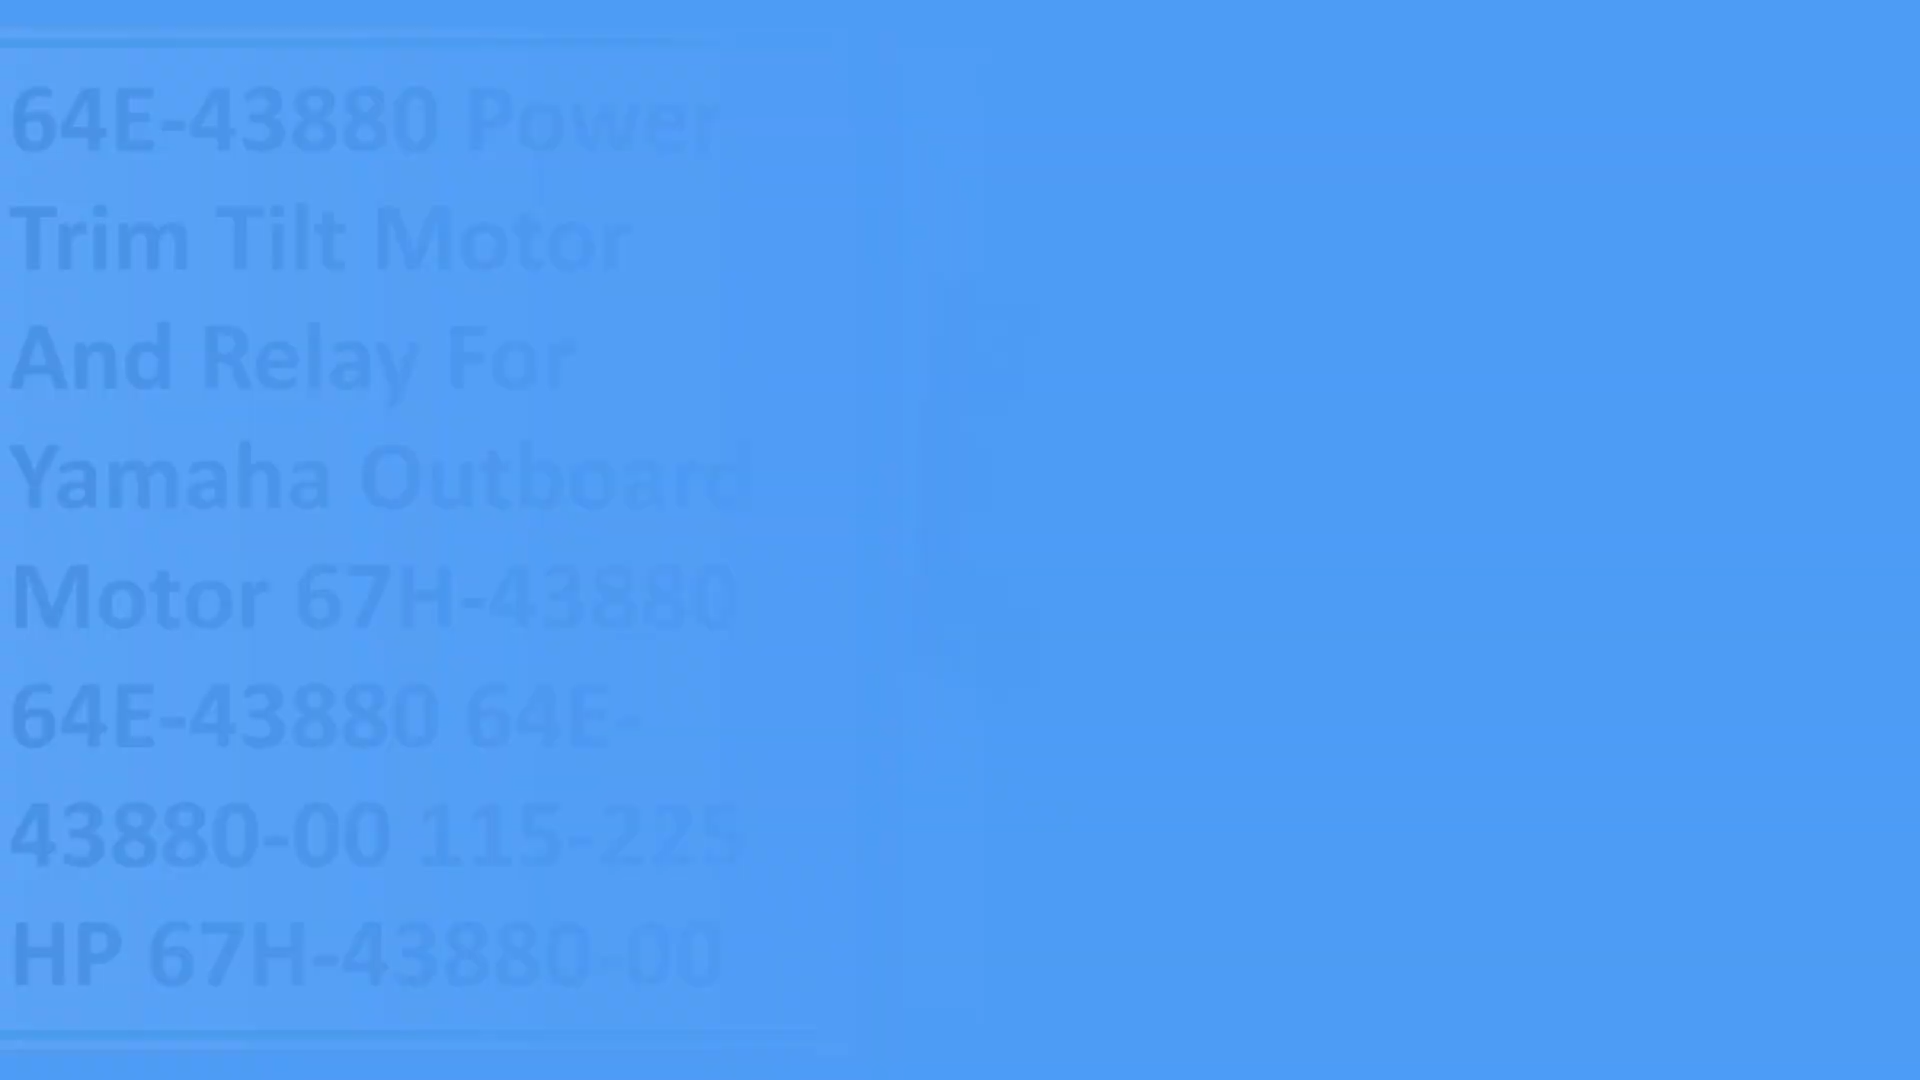 64E-43880 Power
Trim Tilt Motor
And Relay For
Yamaha Outboard
Motor 67H-43880
64E-43880 64E-
43880-00 115-225
HP 67H-43880-00